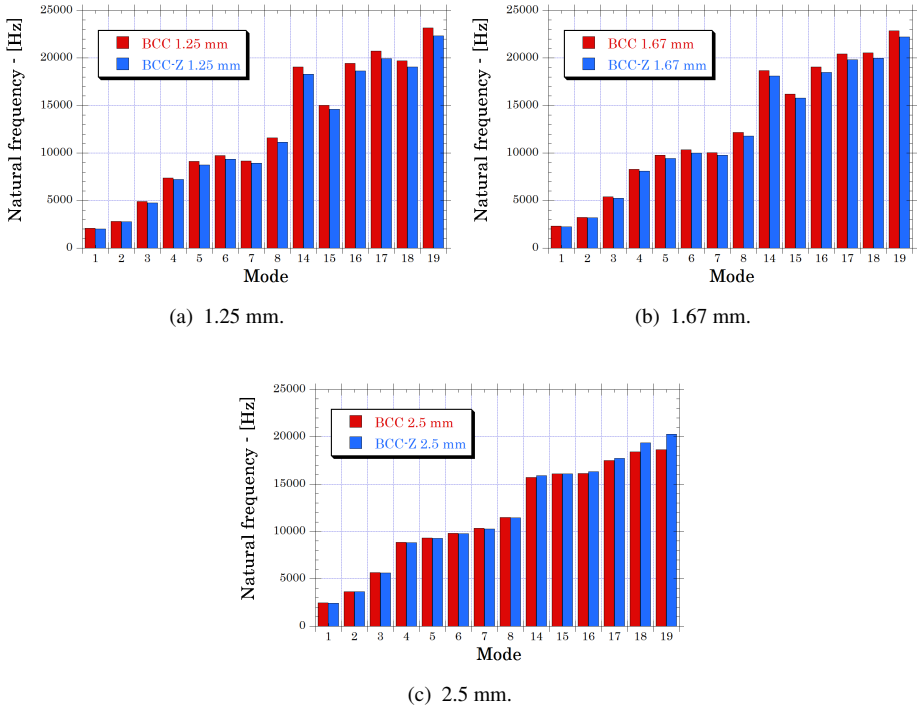 Natural frequency - [Hz]
25000
20000
15000
10000
5000
0
BCC 1.25 mm
BCC-Z 1.25 mm
1 2 3 4 5 6 7 8 14 15 16 17 18 19
Mode
(a) 1.25 mm.
Natural frequency - [Hz]
25000
20000
15000
10000
5000
0
BCC 1.67 mm
BCC-Z 1.67 mm
1 2 3 4 5 6 7 8 14 15 16 17 18 19
Mode
(b) 1.67 mm.
Natural frequency - [Hz]
25000
20000
15000
10000
5000
0
BCC 2.5 mm
BCC-Z 2.5 mm
1 2 3 4 5 6 7 8 14 15 16 17 18 19
Mode
(c) 2.5 mm.